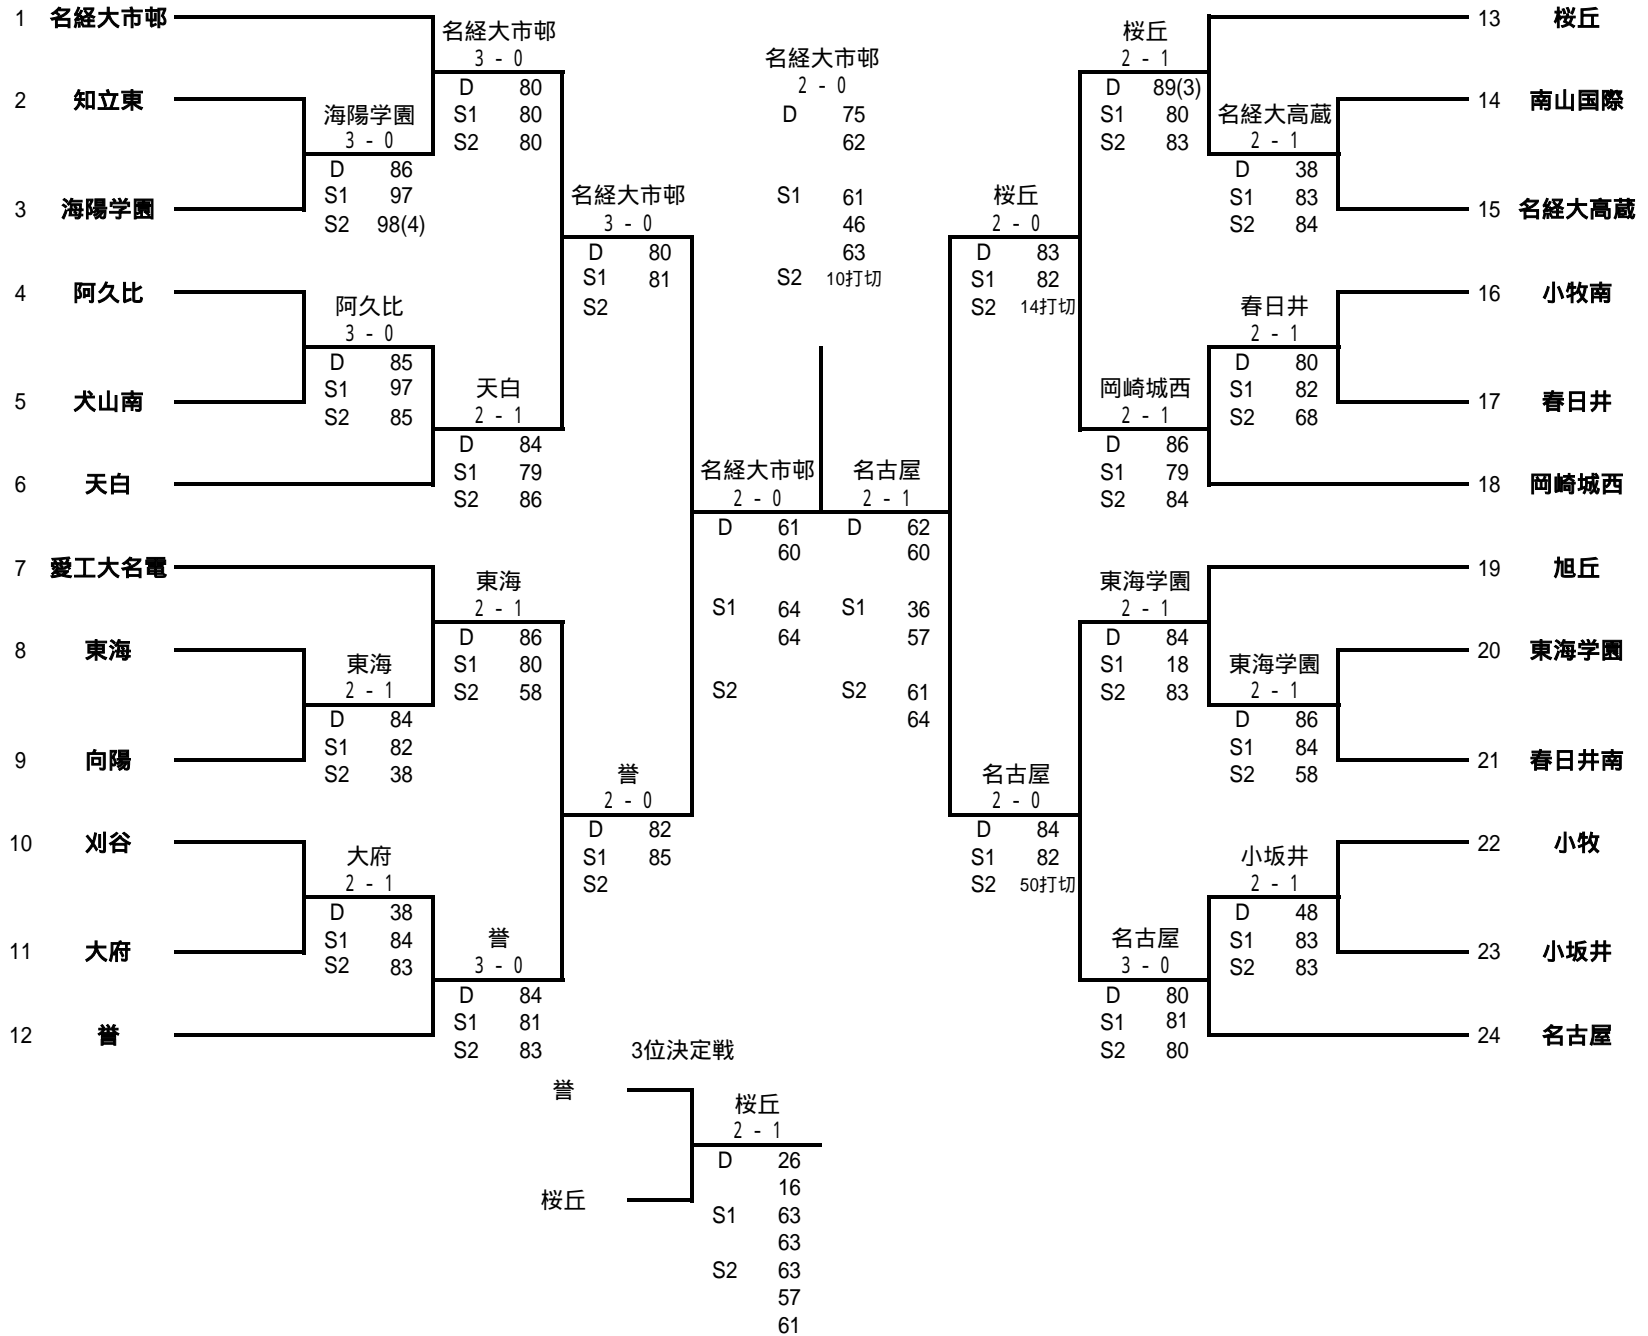 1 名経大市邨
2 知立東
3 海陽学園
4 阿久比
5 犬山南
6 天白
7 愛工大名電
8 東海
9 向陽
10 刈谷
11 大府
12 誉
海陽学園
3 - 0
D 86
S1 97
S2 98(4)
阿久比
3 - 0
D 85
S1 97
S2 85
東海
2 - 1
D 84
S1 82
S2 38
大府
2 - 1
D 38
S1 84
S2 83
名経大市邨
3 - 0
D 80
S1 80
S2 80
天白
2 - 1
D 84
S1 79
S2 86
東海
2 - 1
D 86
S1 80
S2 58
誉
3 - 0
D 84
S1 81
S2 83
名経大市邨
3 - 0
D 80
S1 81
S2
誉
2 - 0
D 82
S1 85
S2
名経大市邨
2 - 0
D 61
60
S1 64
64
S2
名経大市邨
2 - 0
D 75
62
S1 61
46
63
S2 10打切
名古屋
2 - 1
D 62
60
S1 36
57
S2 61
64
桜丘
2 - 0
D 83
S1 82
S2 14打切
名古屋
2 - 0
D 84
S1 82
S2 50打切
桜丘
2 - 1
D 89(3)
S1 80
S2 83
岡崎城西
2 - 1
D 86
S1 79
S2 84
東海学園
2 - 1
D 84
S1 18
S2 83
名古屋
3 - 0
D 80
S1 81
S2 80
名経大高蔵
2 - 1
D 38
S1 83
S2 84
春日井
2 - 1
D 80
S1 82
S2 68
東海学園
2 - 1
D 86
S1 84
S2 58
小坂井
2 - 1
D 48
S1 83
S2 83
13 桜丘
14 南山国際
15 名経大高蔵
16 小牧南
17 春日井
18 岡崎城西
19 旭丘
20 東海学園
21 春日井南
22 小牧
23 小坂井
24 名古屋
3位決定戦
誉
桜丘
桜丘
2 - 1
D 26
16
S1 63
63
S2 63
57
61